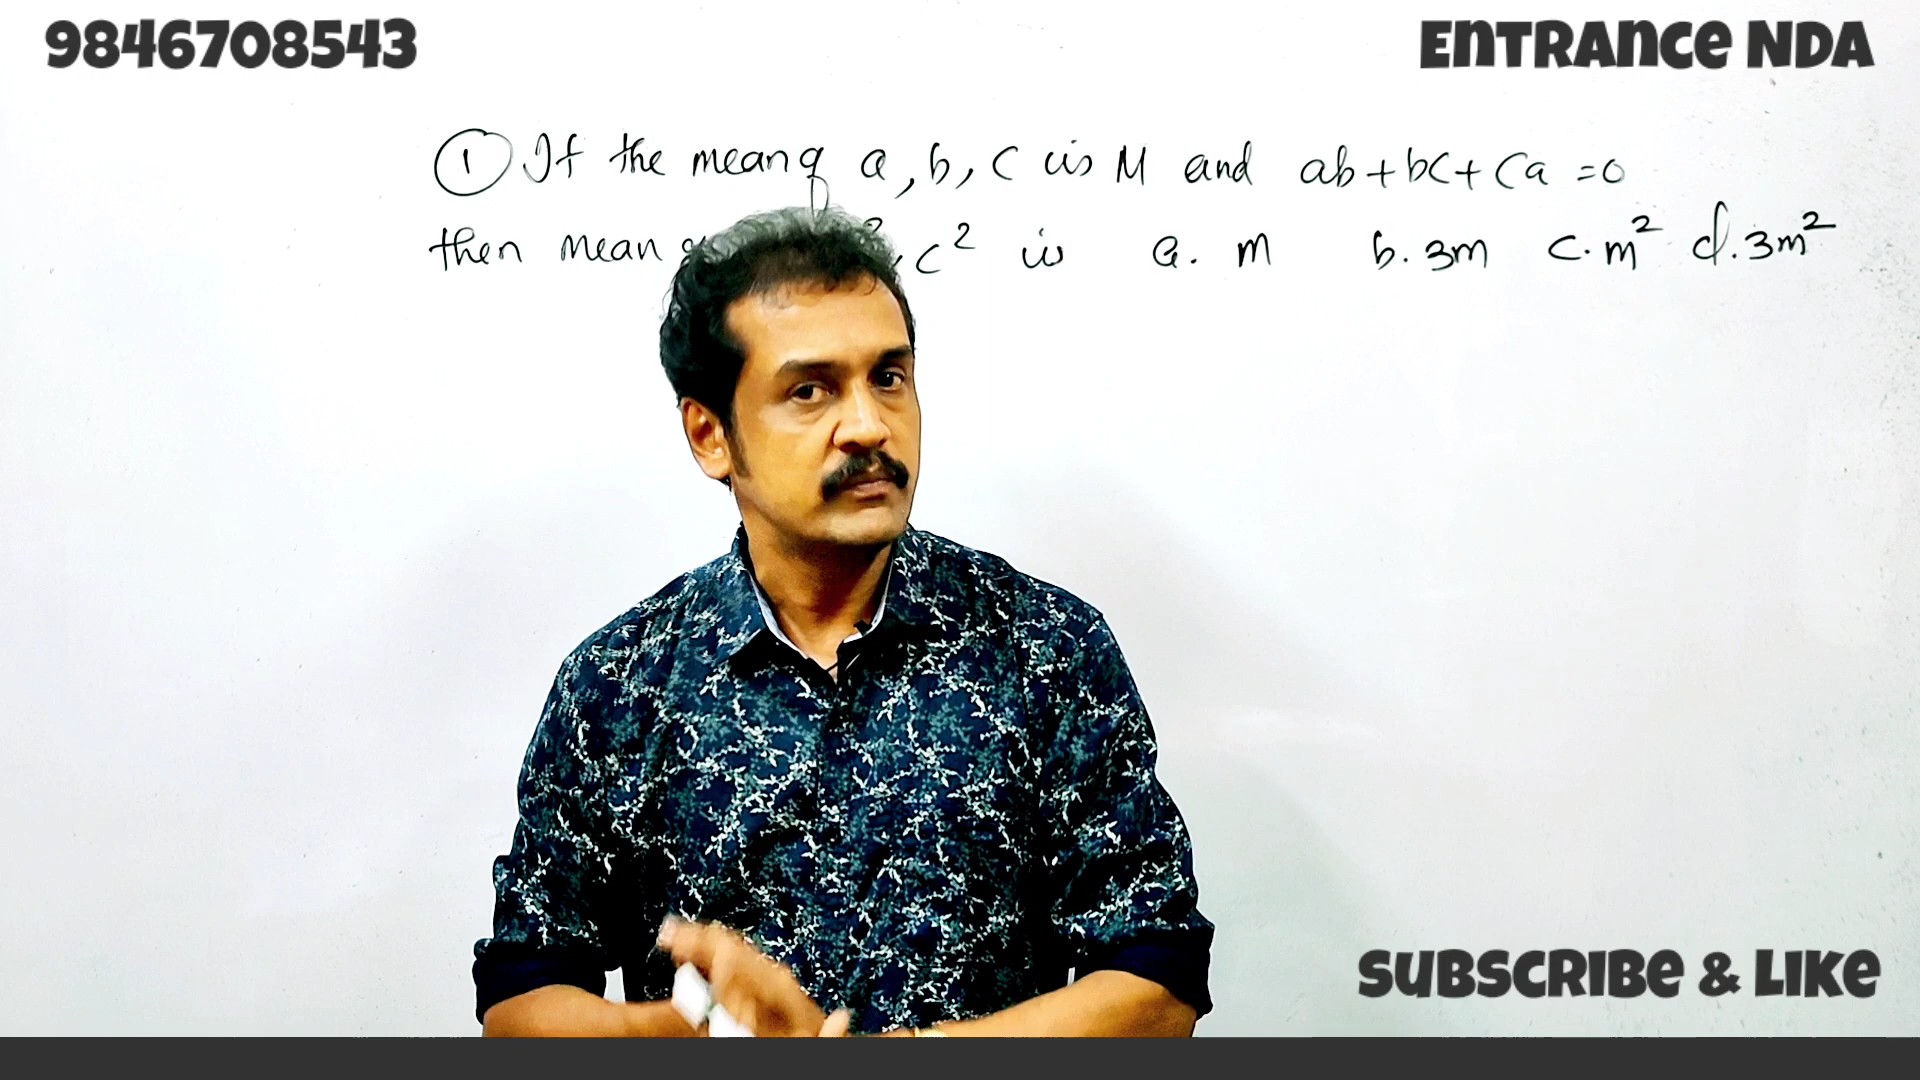 9846708543
ENTRANCE NDA
① If the mean of a, b, c is M and ab + bc + ca = 0
then mean , c² is a. m b. 3m c. m² d. 3m²
SUBSCRIBE & LIKE